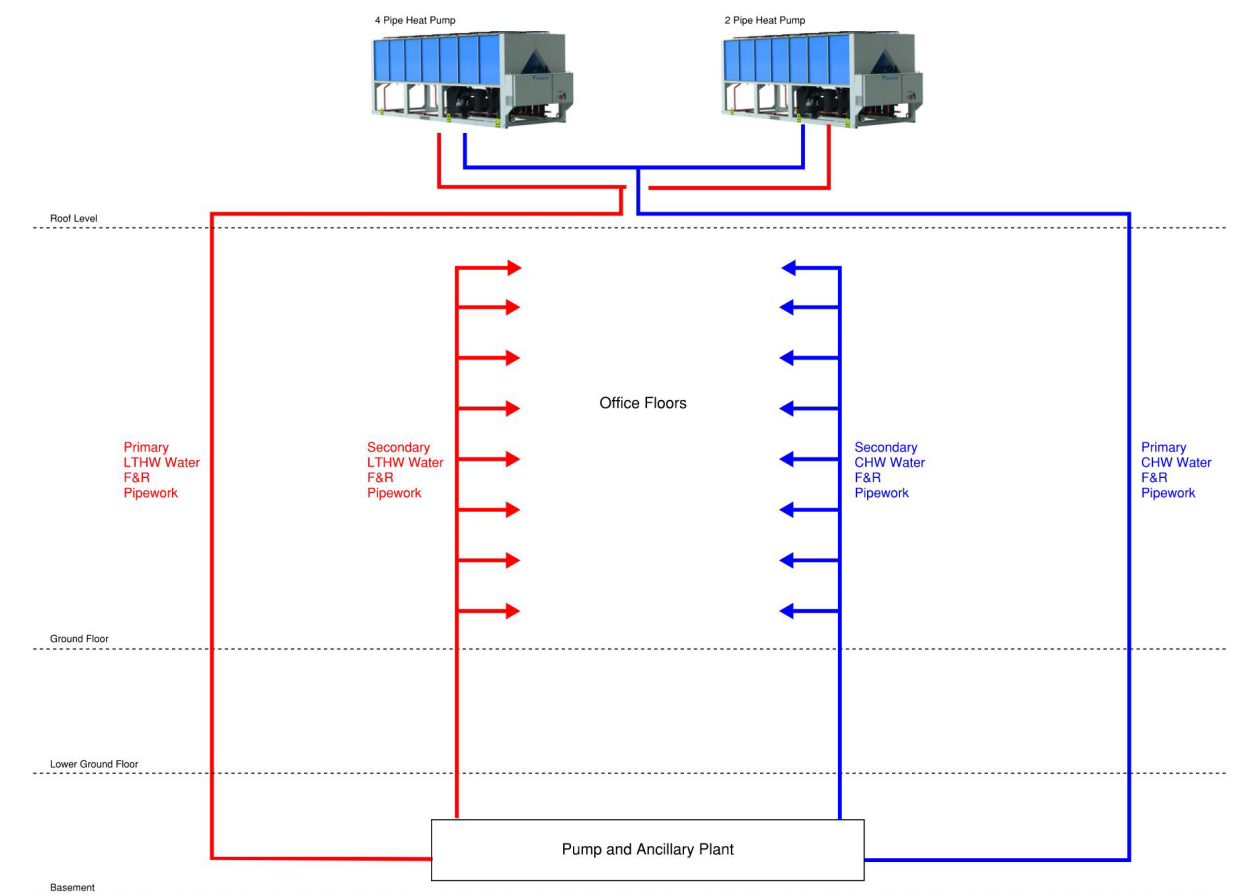 4 Pipe Heat Pump
2 Pipe Heat Pump
Roof Level
Office Floors
Primary
LTHW Water
F&R
Pipework
Secondary
LTHW Water
F&R
Pipework
Secondary
CHW Water
F&R
Pipework
Primary
CHW Water
F&R
Pipework
Ground Floor
Lower Ground Floor
Pump and Ancillary Plant
Basement